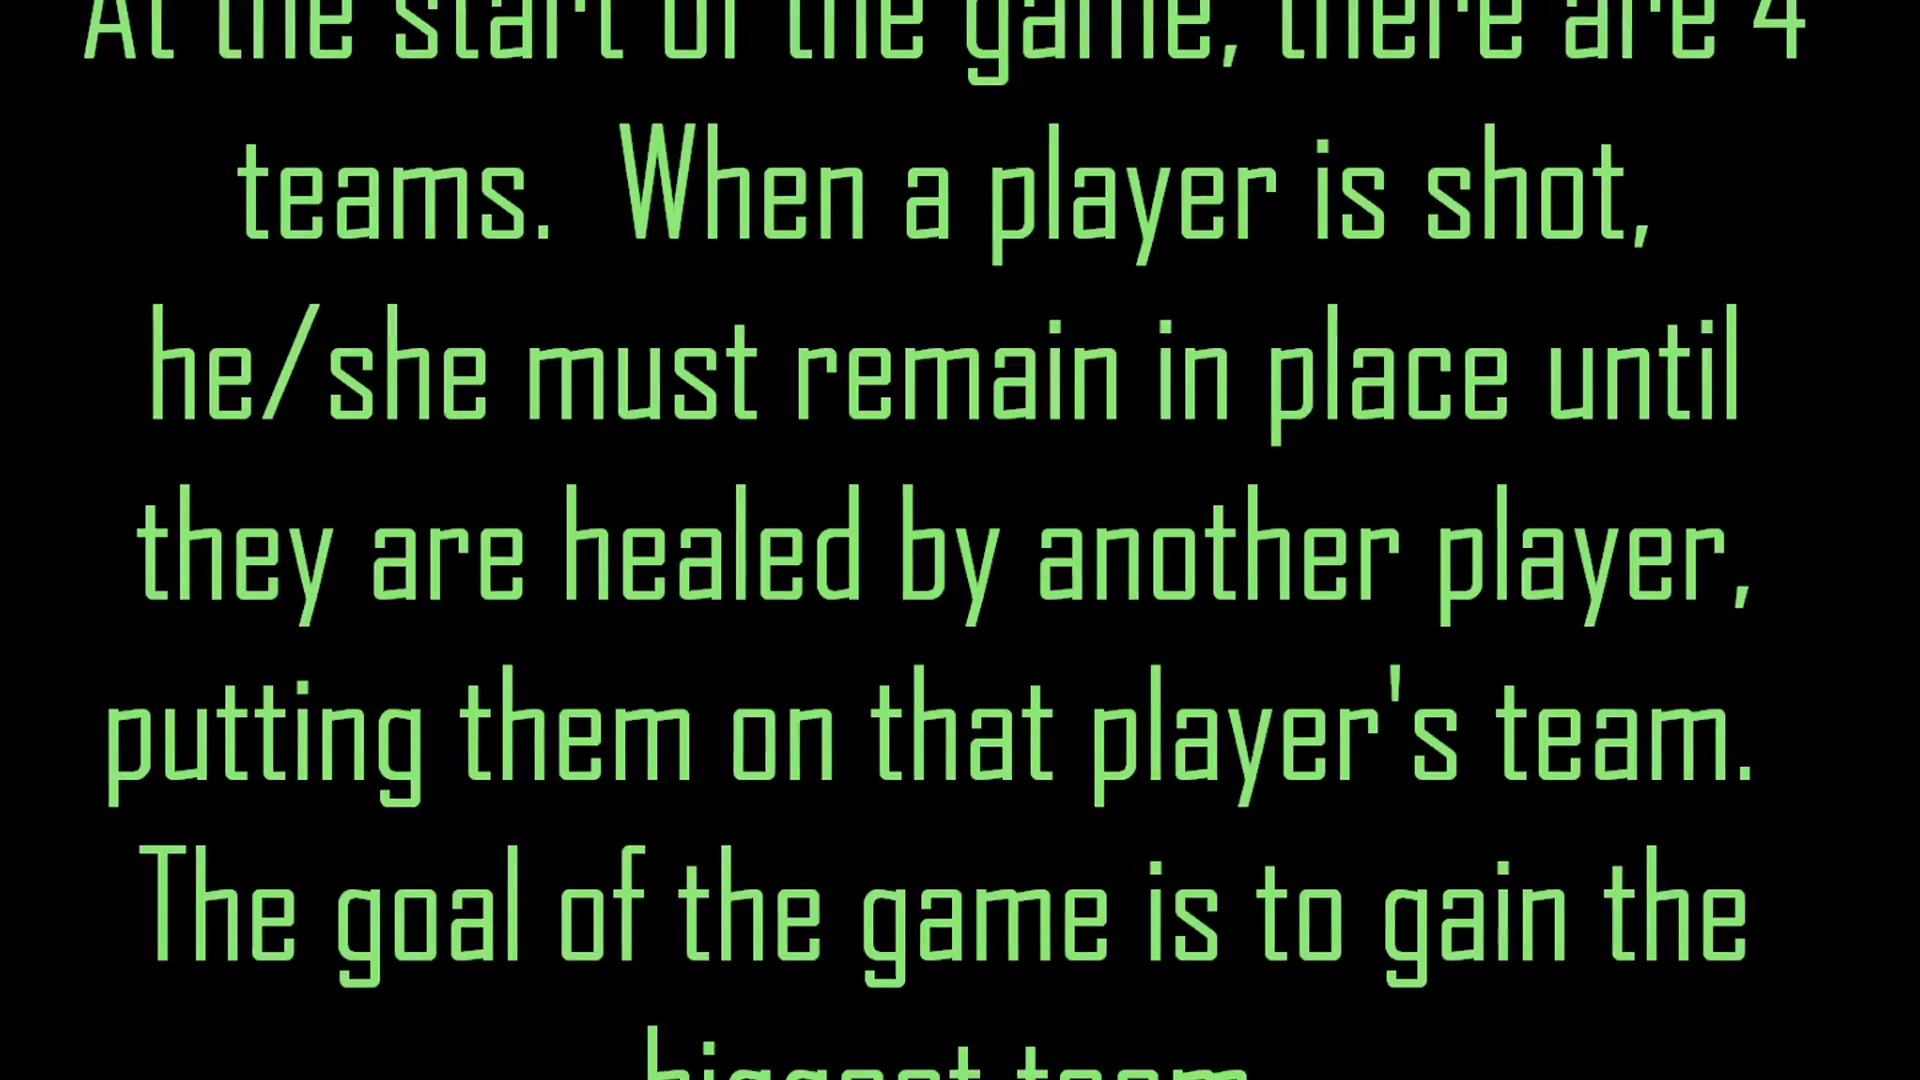 At the start of the game, there are 4
teams.  When a player is shot,
he/she must remain in place until
they are healed by another player,
putting them on that player's team.
The goal of the game is to gain the
biggest team